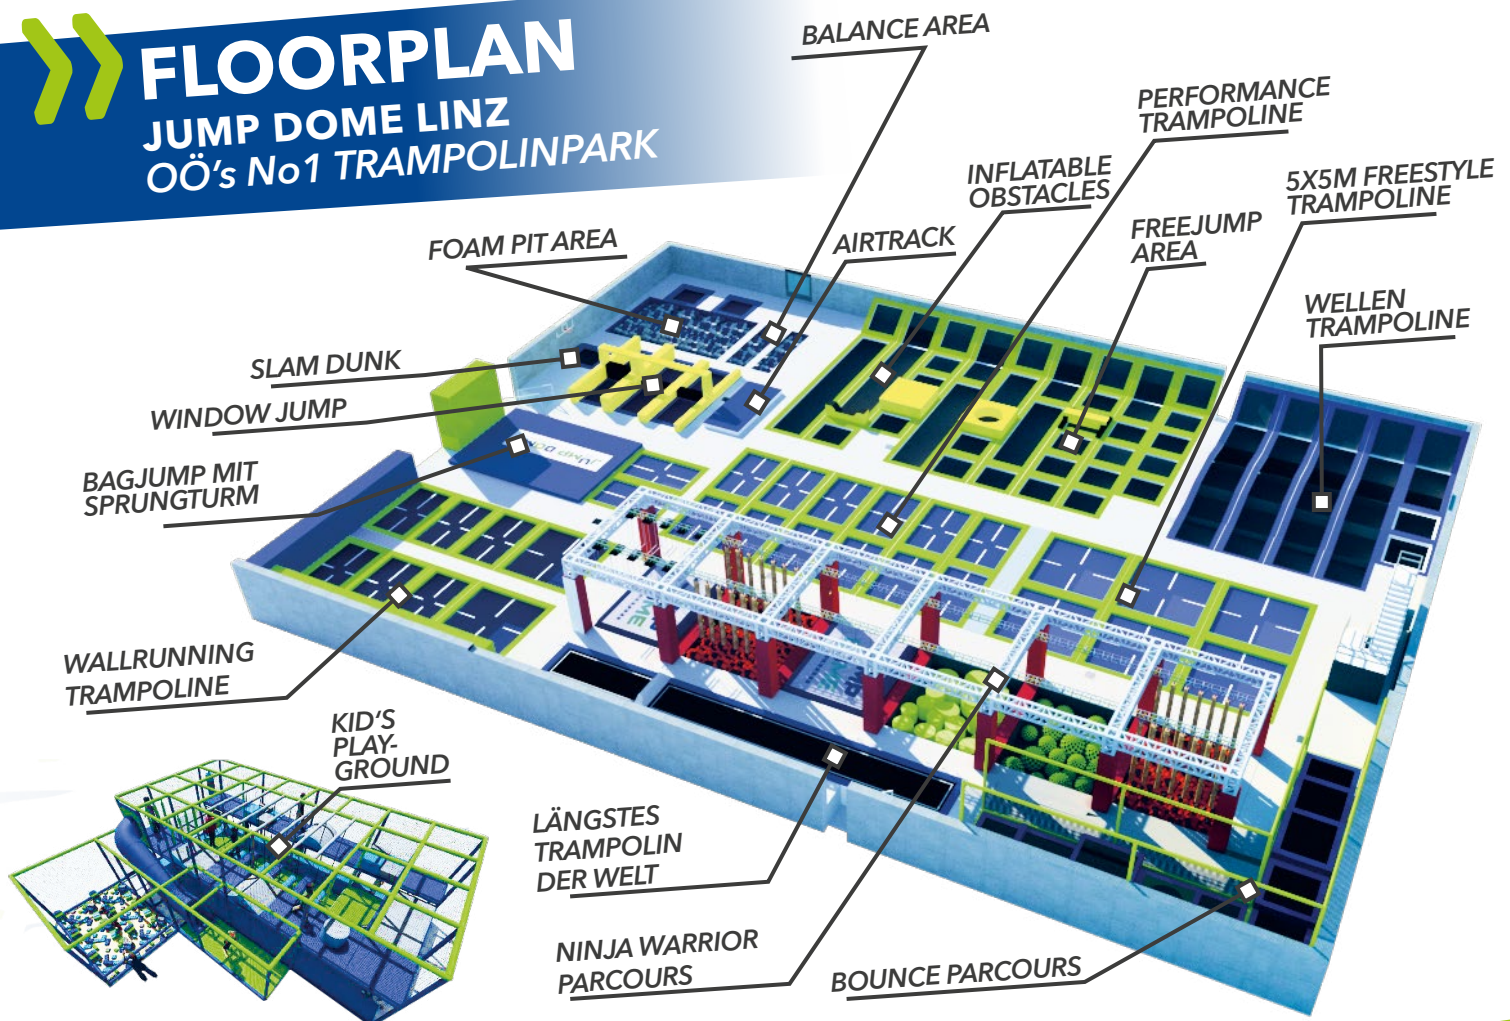 FLOORPLAN
JUMP DOME LINZ
OÖ's No1 TRAMPOLINPARK
BALANCE AREA
PERFORMANCE
TRAMPOLINE
INFLATABLE
OBSTACLES
5X5M FREESTYLE
TRAMPOLINE
FOAM PIT AREA
AIRTRACK
FREEJUMP
AREA
WELLEN
TRAMPOLINE
SLAM DUNK
WINDOW JUMP
BAGJUMP MIT
SPRUNGTURM
JUMP DOME
WALLRUNNING
TRAMPOLINE
KID'S
PLAY-
GROUND
LÄNGSTES
TRAMPOLIN
DER WELT
NINJA WARRIOR
PARCOURS
BOUNCE PARCOURS